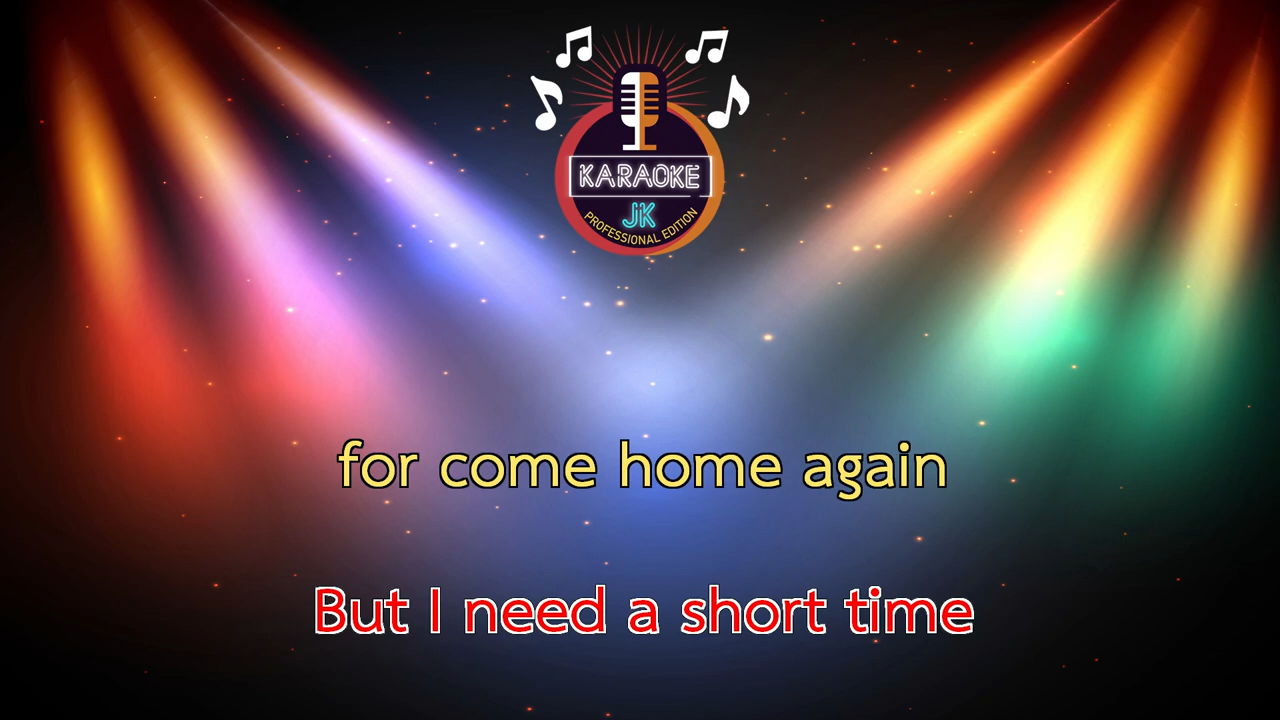 KARAOKE
JK
PROFESSIONAL EDITION
for come home again
But I need a short time